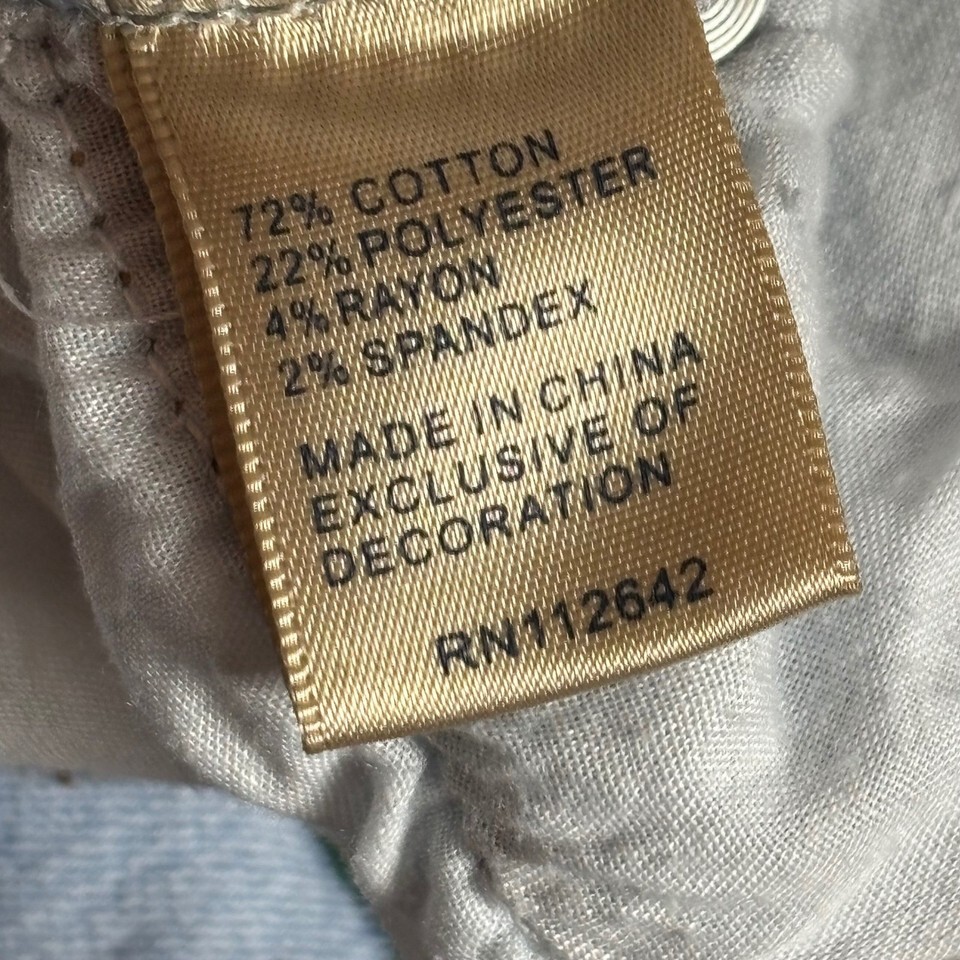 72% COTTON
22% POLYESTER
4% RAYON
2% SPANDEX
MADE IN CHINA
EXCLUSIVE OF
DECORATION
RN112642